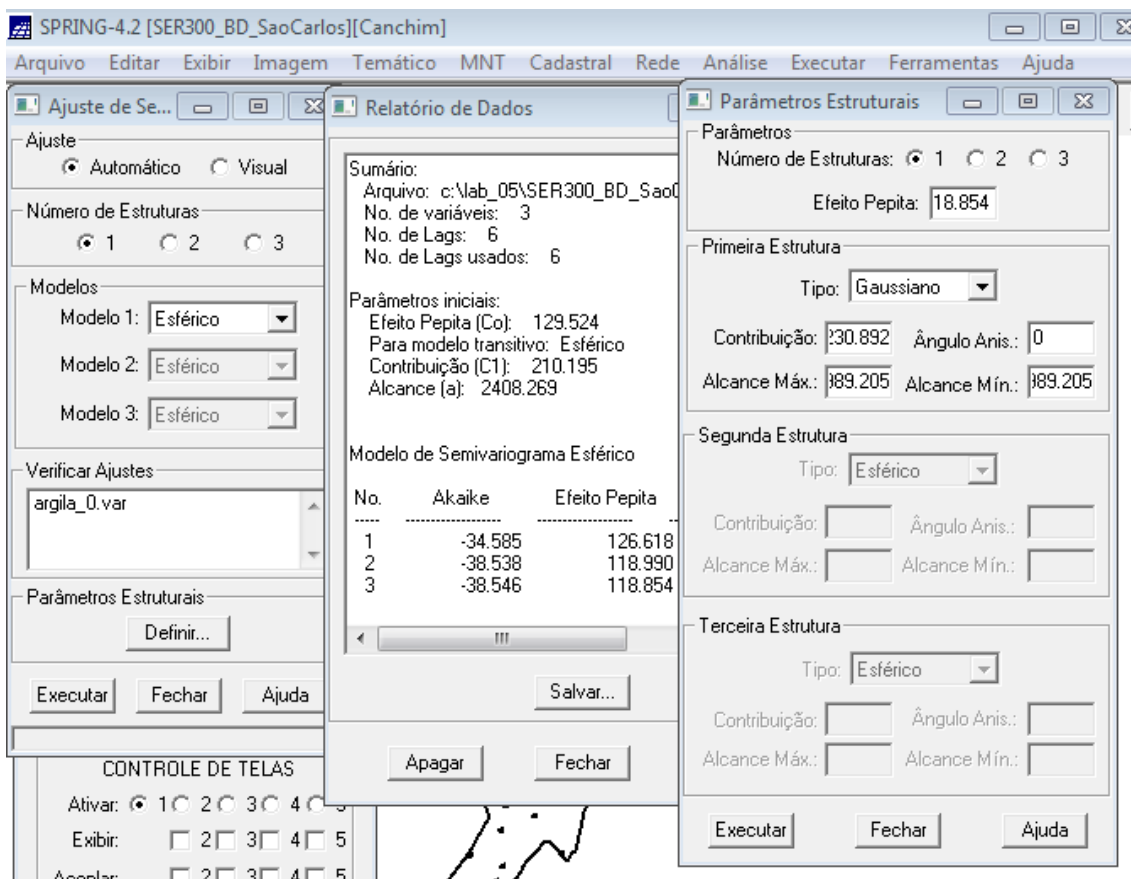 SPRING-4.2 [SER300_BD_SaoCarlos][Canchim]
Arquivo Editar Exibir Imagem Temático MNT Cadastral Rede Análise Executar Ferramentas Ajuda
Ajuste de Se...
Ajuste
Automático Visual
Número de Estruturas
1 2 3
Modelos
Modelo 1: Esférico
Modelo 2: Esférico
Modelo 3: Esférico
Verificar Ajustes
argila_0.var
Parâmetros Estruturais
Definir...
Executar Fechar Ajuda
CONTROLE DE TELAS
Ativar: 1 2 3 4 5
Exibir: 2 3 4 5
Acoplar: 2 3 4 5
Relatório de Dados
Sumário:
Arquivo: c:\lab_05\SER300_BD_Sao
No. de variáveis: 3
No. de Lags: 6
No. de Lags usados: 6
Parâmetros iniciais:
Efeito Pepita (Co): 129.524
Para modelo transitivo: Esférico
Contribuição (C1): 210.195
Alcance (a): 2408.269
Modelo de Semivariograma Esférico
No. Akaike Efeito Pepita
----- ------------------ ------------------ --
1 -34.585 126.618
2 -38.538 118.990
3 -38.546 118.854
Salvar...
Apagar Fechar
Parâmetros Estruturais
Parâmetros
Número de Estruturas: 1 2 3
Efeito Pepita: 18.854
Primeira Estrutura
Tipo: Gaussiano
Contribuição: 230.892 Ângulo Anis.: 0
Alcance Máx.: 989.205 Alcance Mín.: 989.205
Segunda Estrutura
Tipo: Esférico
Contribuição: Ângulo Anis.:
Alcance Máx.: Alcance Mín.:
Terceira Estrutura
Tipo: Esférico
Contribuição: Ângulo Anis.:
Alcance Máx.: Alcance Mín.:
Executar Fechar Ajuda